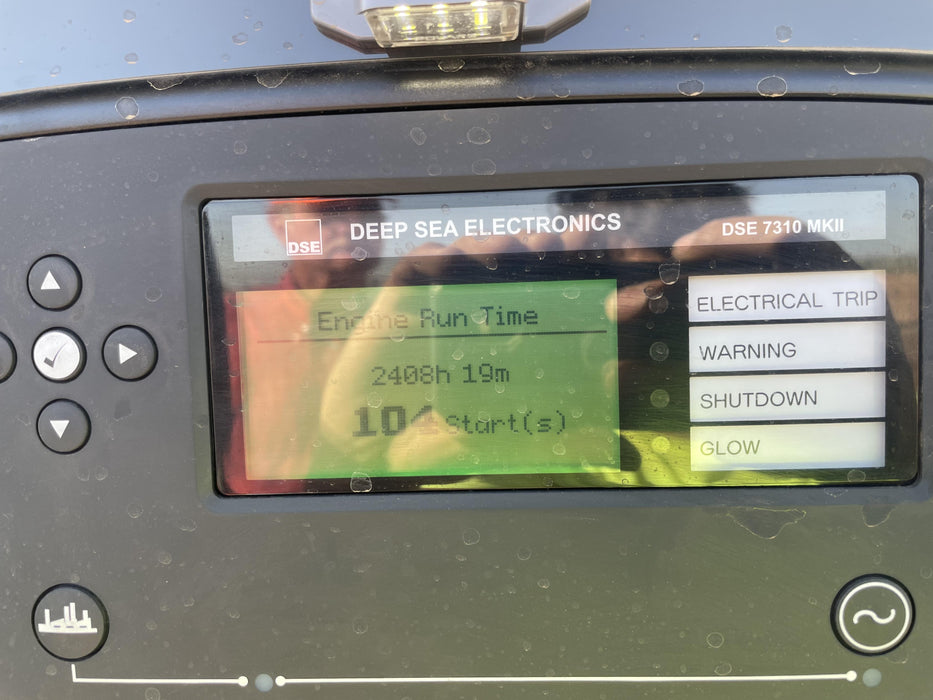 DSE
DEEP SEA ELECTRONICS
DSE 7310 MKII
Engine Run Time
2408h 19m
Start(s)
ELECTRICAL TRIP
WARNING
SHUTDOWN
GLOW